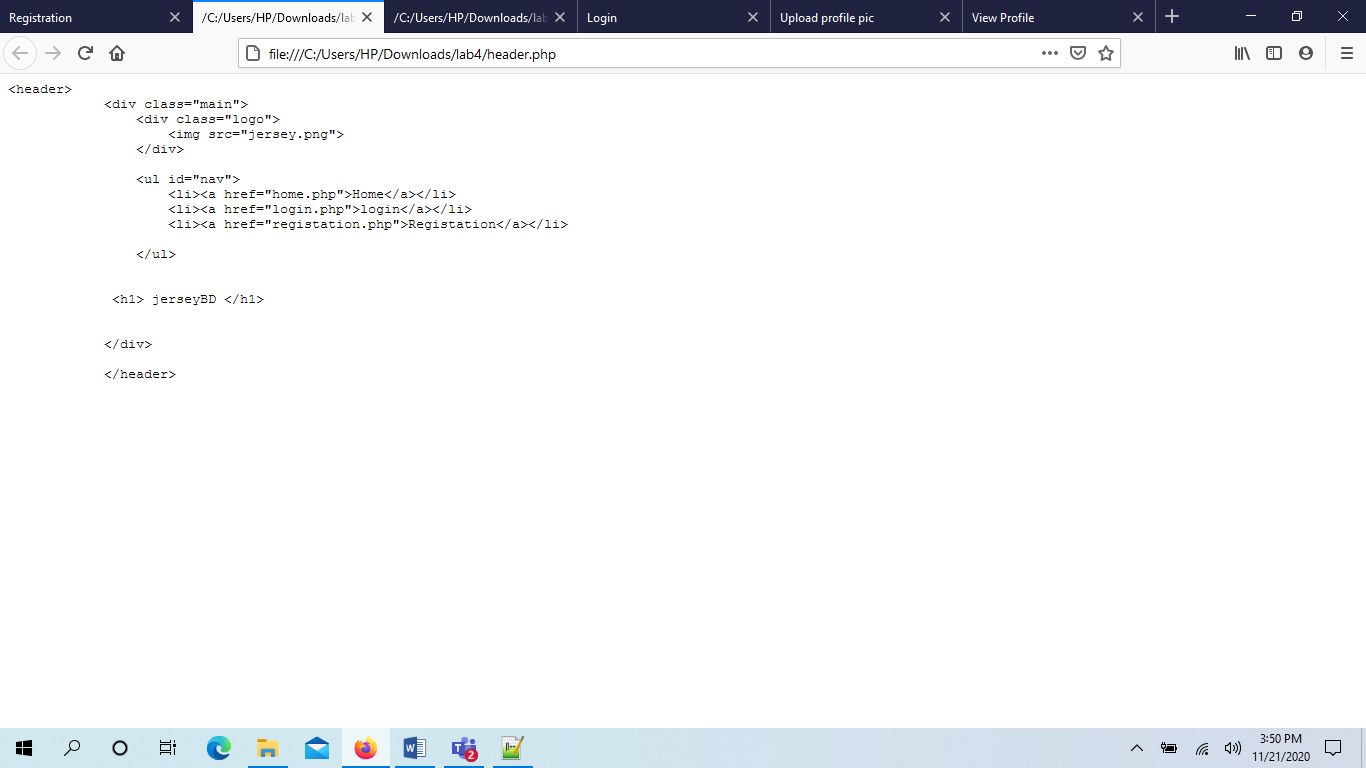 Registration
/C:/Users/HP/Downloads/lab
/C:/Users/HP/Downloads/lab
Login
Upload profile pic
View Profile
file:///C:/Users/HP/Downloads/lab4/header.php
<header>
<div class="main">
<div class="logo">
<img src="jersey.png">
</div>
<ul id="nav">
<li><a href="home.php">Home</a></li>
<li><a href="login.php">login</a></li>
<li><a href="registation.php">Registation</a></li>
</ul>
<h1> jerseyBD </h1>
</div>
</header>
2
3:50 PM
11/21/2020